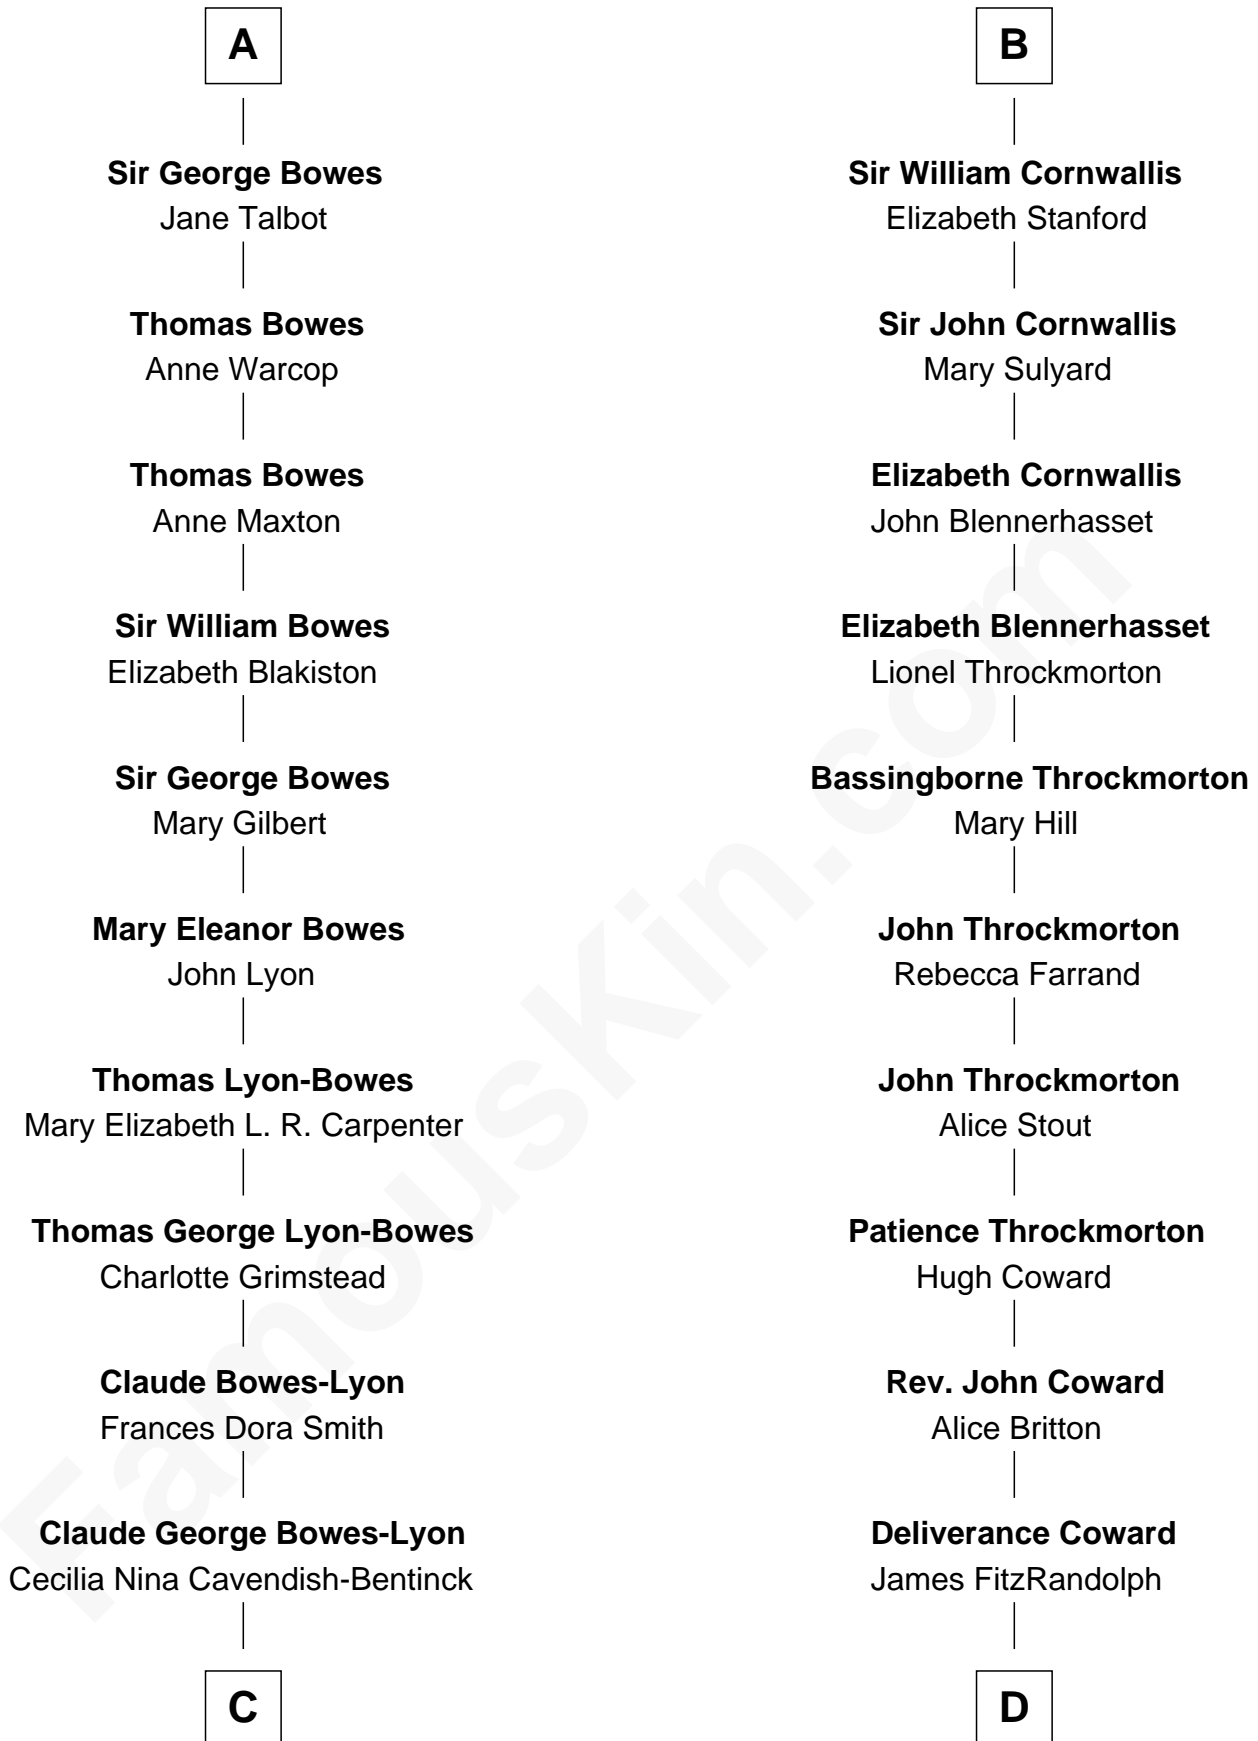 A
Sir George Bowes
Jane Talbot
Thomas Bowes
Anne Warcop
Thomas Bowes
Anne Maxton
Sir William Bowes
Elizabeth Blakiston
Sir George Bowes
Mary Gilbert
Mary Eleanor Bowes
John Lyon
Thomas Lyon-Bowes
Mary Elizabeth L. R. Carpenter
Thomas George Lyon-Bowes
Charlotte Grimstead
Claude Bowes-Lyon
Frances Dora Smith
Claude George Bowes-Lyon
Cecilia Nina Cavendish-Bentinck
C
B
Sir William Cornwallis
Elizabeth Stanford
Sir John Cornwallis
Mary Sulyard
Elizabeth Cornwallis
John Blennerhasset
Elizabeth Blennerhasset
Lionel Throckmorton
Bassingborne Throckmorton
Mary Hill
John Throckmorton
Rebecca Farrand
John Throckmorton
Alice Stout
Patience Throckmorton
Hugh Coward
Rev. John Coward
Alice Britton
Deliverance Coward
James FitzRandolph
D
FamousKin.com